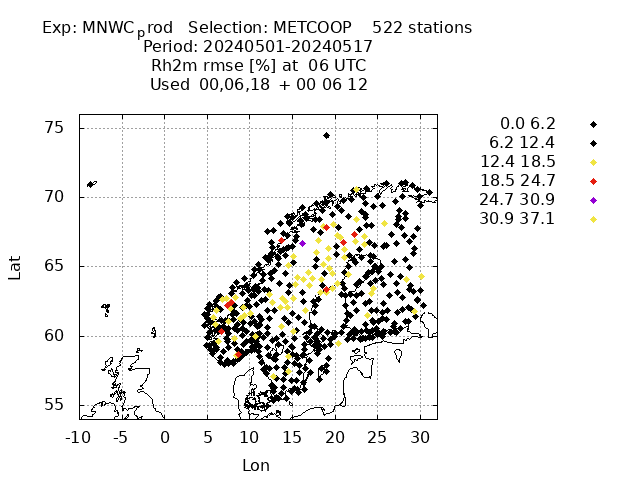 Exp: MNWC_prod   Selection: METCOOP    522 stations
Period: 20240501-20240517
Rh2m rmse [%] at  06 UTC
Used  00,06,18  + 00 06 12
0.0 6.2
6.2 12.4
12.4 18.5
18.5 24.7
24.7 30.9
30.9 37.1
75
70
65
60
55
Lat
-10 -5 0 5 10 15 20 25 30
Lon